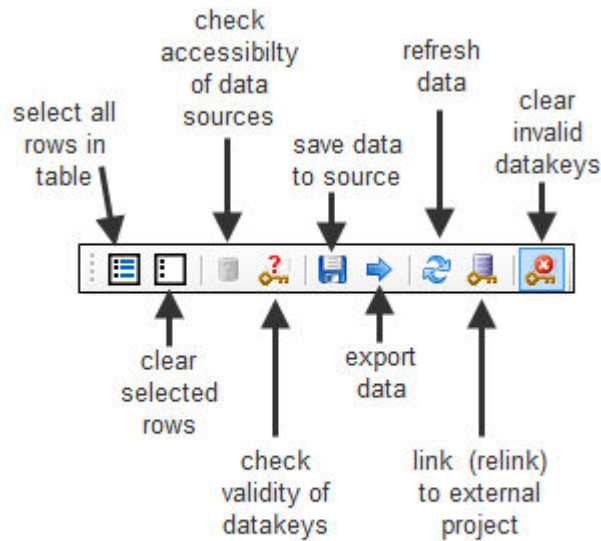 check
accessibilty
of data
sources
refresh
data
clear
invalid
datakeys
select all
rows in
table
save data
to source
clear
selected
rows
export
data
check
validity of
datakeys
link (relink)
to external
project